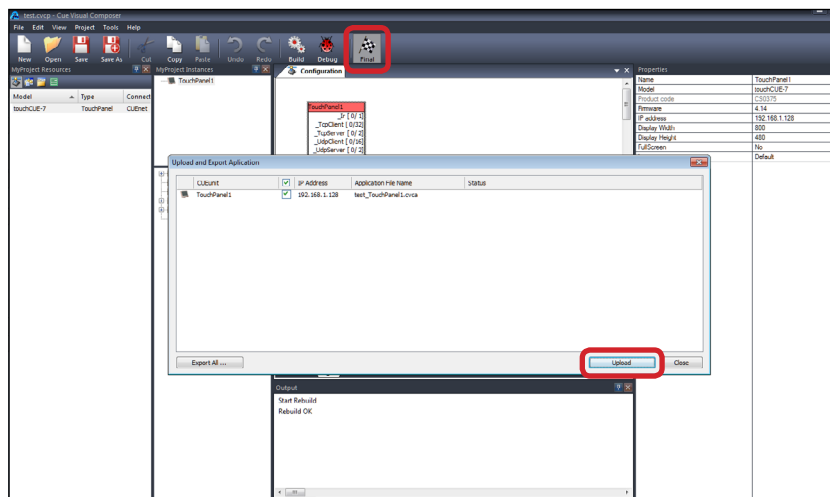 test.cvcp - Cue Visual Composer
File Edit View Project Tools Help
New Open Save Save As Cut Copy Paste Undo Redo Build Debug Final
MyProject Resources
Model Type Connect
touchCUE-7 TouchPanel CUEnet
MyProject Instances
TouchPanel1
Configuration
TouchPanel1
_Ir [ 0/ 1]
_TcpClient [ 0/32]
_TcpServer [ 0/ 2]
_UdpClient [ 0/16]
_UdpServer [ 0/ 2]
Properties
Name TouchPanel1
Model touchCUE-7
Product code CS0375
Firmware 4.14
IP address 192.168.1.128
Display Width 800
Display Height 480
FullScreen No
Default
Upload and Export Aplication
CUEunit IP Address Application File Name Status
TouchPanel1 192.168.1.128 test_TouchPanel1.cvca
Export All .... Upload Close
Output
Start Rebuild
Rebuild OK